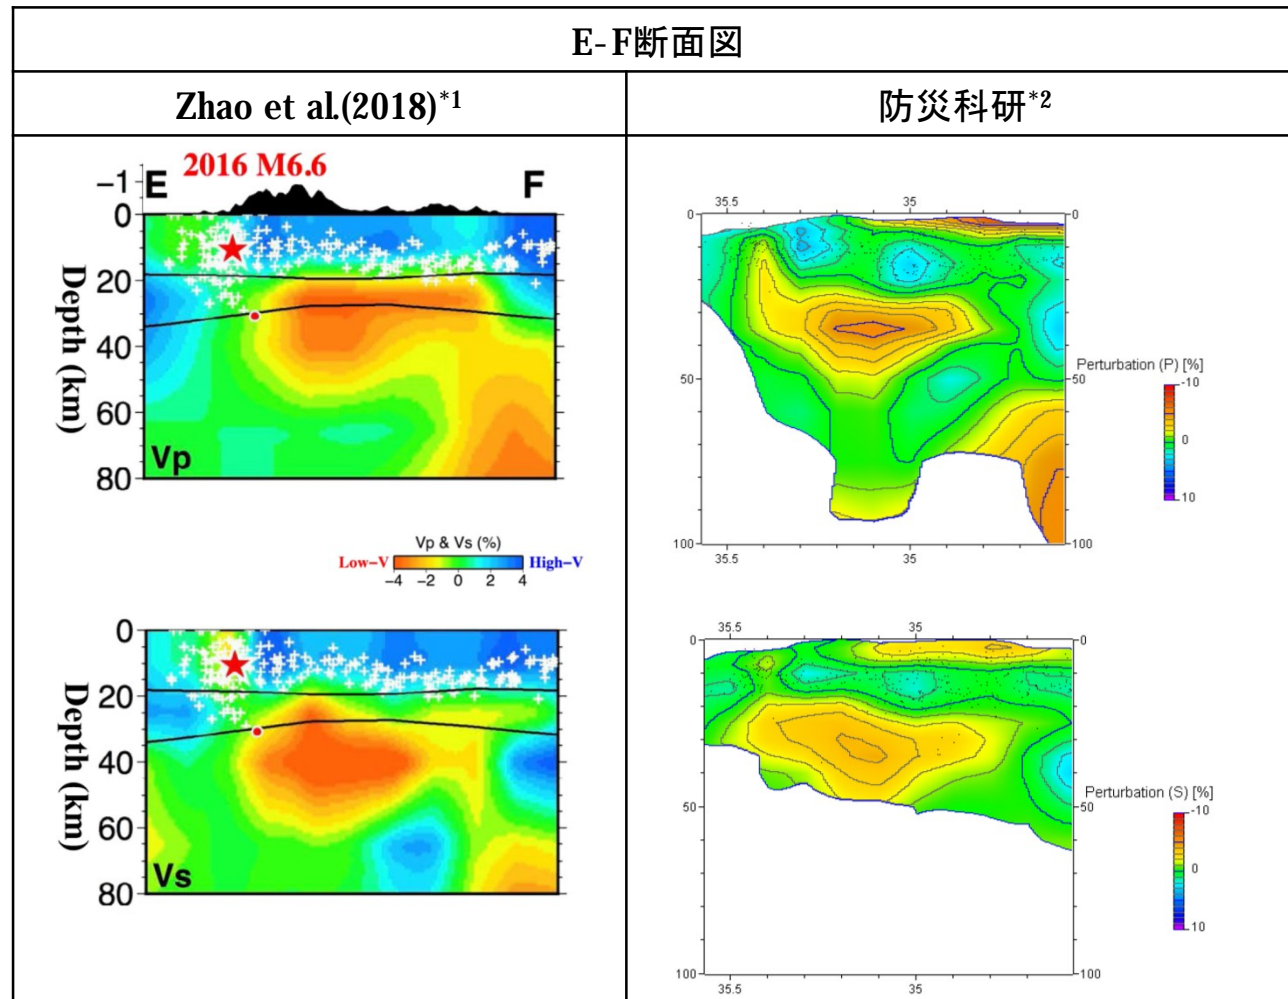 E-F断面図
Zhao et al.(2018)*1
防災科研*2
2016 M6.6
E
F
-1
0
20
40
60
80
Depth (km)
Vp
Vp & Vs (%)
Low-V
High-V
-4 -2 0 2 4
0
20
40
60
80
Depth (km)
Vs
35.5 35
0 0
50 50
100 100
35.5 35
Perturbation (P) [%]
-10
0
10
35.5 35
0 0
50 50
100 100
35.5 35
Perturbation (S) [%]
-10
0
10